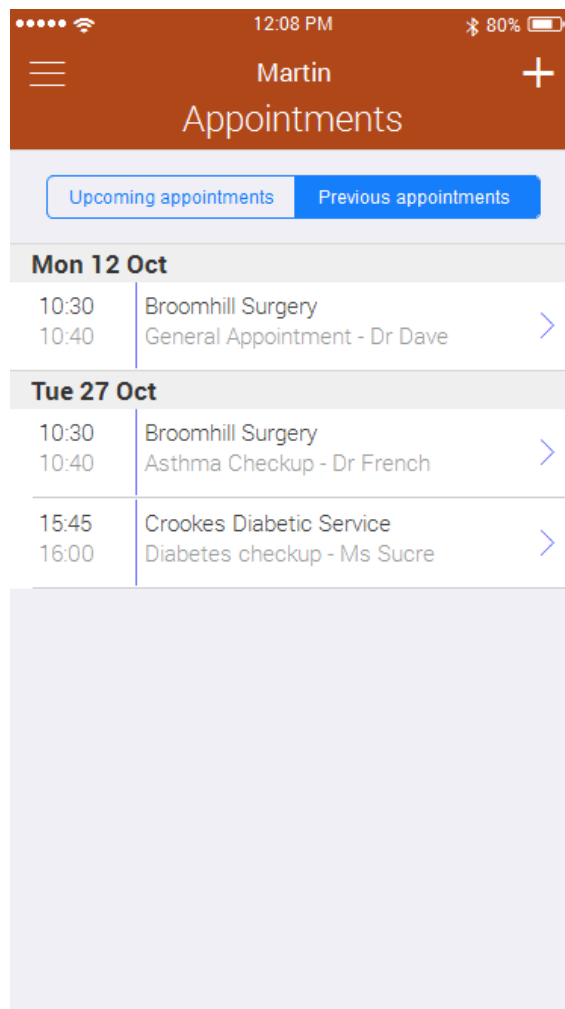 12:08 PM
80%
Martin
Appointments
Upcoming appointments
Previous appointments
Mon 12 Oct
10:30 Broomhill Surgery
10:40 General Appointment - Dr Dave
Tue 27 Oct
10:30 Broomhill Surgery
10:40 Asthma Checkup - Dr French
15:45 Crookes Diabetic Service
16:00 Diabetes checkup - Ms Sucre